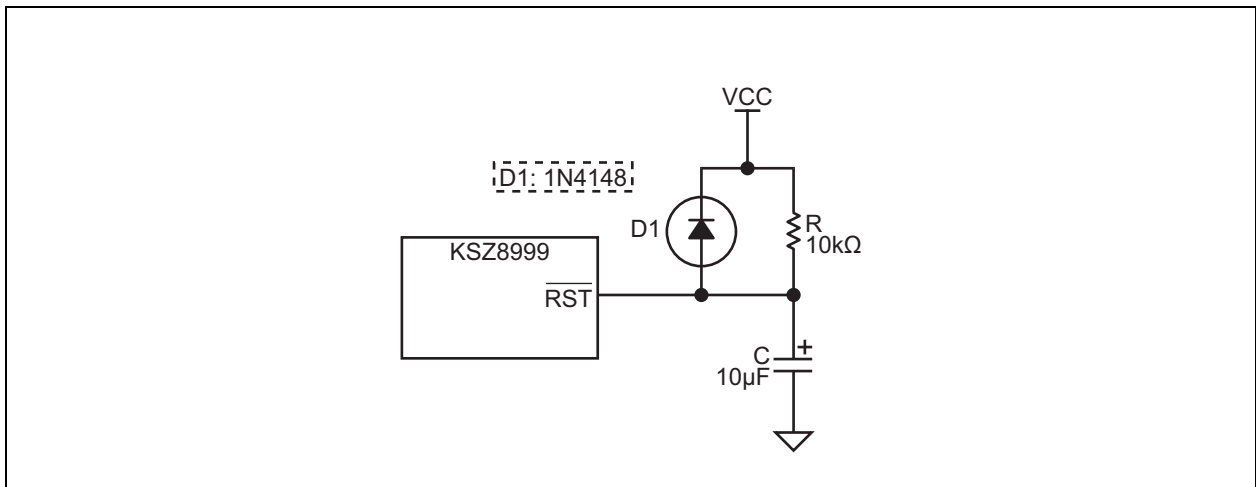 VCC
D1: 1N4148
D1
R
10kΩ
KSZ8999
RST
+
C
10µF